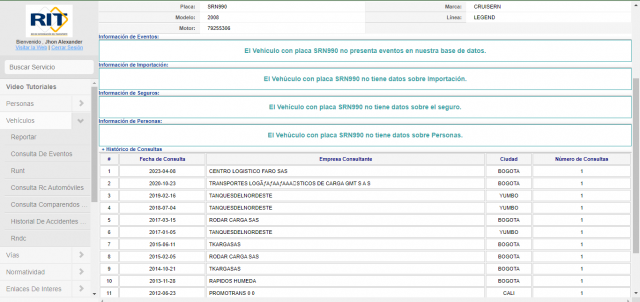 RIT
Bienvenido . Jhon Alexander
Visitar la Web | Cerrar Sesión
Buscar Servicio
Video Tutoriales
Personas
Vehículos
Reportar
Consulta De Eventos
Runt
Consulta Rc Automóviles
Consulta Comparendos ...
Historial De Accidentes ...
Rndc
Vías
Normatividad
Enlaces De Interes
Placa: SRN990 Marca: CRUISERN
Modelo: 2008 Línea: LEGEND
Motor: 79255306
Información de Eventos:
El Vehículo con placa SRN990 no presenta eventos en nuestra base de datos.
Información de Importación:
El Vehúculo con placa SRN990 no tiene datos sobre Importación.
Información de Seguros:
El Vehúculo con placa SRN990 no tiene datos sobre el seguro.
Información de Personas:
El Vehúculo con placa SRN990 no tiene datos sobre Personas.
Histórico de Consultas
# Fecha de Consulta Empresa Consultante Ciudad Número de Consultas
1 2023-04-08 CENTRO LOGISTICO FARO SAS BOGOTA 1
2 2020-10-23 TRANSPORTES DE CARGA GMT S A S BOGOTA 1
3 2019-02-16 TANQUESDELNORDESTE YUMBO 1
4 2018-07-04 TANQUESDELNORDESTE YUMBO 1
5 2017-03-15 RODAR CARGA SAS BOGOTA 1
6 2017-01-05 TANQUESDELNORDESTE YUMBO 1
7 2015-06-11 TKARGASAS BOGOTA 1
8 2015-02-05 RODAR CARGA SAS BOGOTA 1
9 2014-10-21 TKARGASAS BOGOTA 1
10 2013-11-28 RAPIDOS HUMEDA BOGOTA 1
11 2012-06-23 PROMOTRANS CALI 1